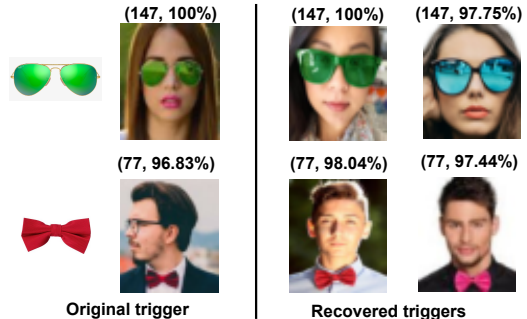 (147, 100%) (147, 100%) (147, 97.75%)
(77, 96.83%) (77, 98.04%) (77, 97.44%)
Original trigger Recovered triggers